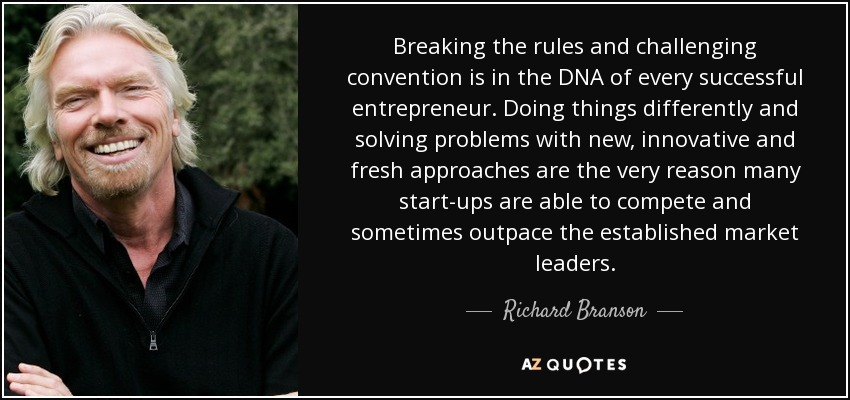 Breaking the rules and challenging
convention is in the DNA of every successful
entrepreneur. Doing things differently and
solving problems with new, innovative and
fresh approaches are the very reason many
start-ups are able to compete and
sometimes outpace the established market
leaders.
Richard Branson
AZ QUOTES